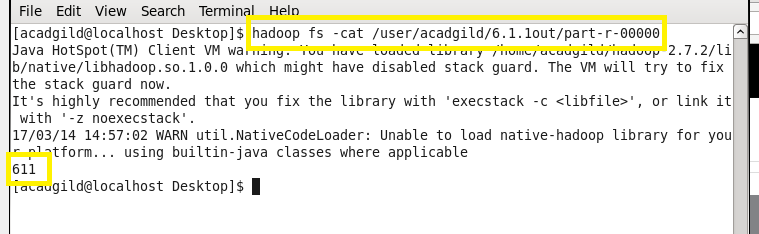 File Edit View Search Terminal Help
[acadgild@localhost Desktop]$ hadoop fs -cat /user/acadgild/6.1.1out/part-r-00000
Java HotSpot(TM) Client VM warning: You have loaded library /home/acadgild/hadoop-2.7.2/li
b/native/libhadoop.so.1.0.0 which might have disabled stack guard. The VM will try to fix
the stack guard now.
It's highly recommended that you fix the library with 'execstack -c <libfile>', or link it
with '-z noexecstack'.
17/03/14 14:57:02 WARN util.NativeCodeLoader: Unable to load native-hadoop library for you
r platform... using builtin-java classes where applicable
611
[acadgild@localhost Desktop]$